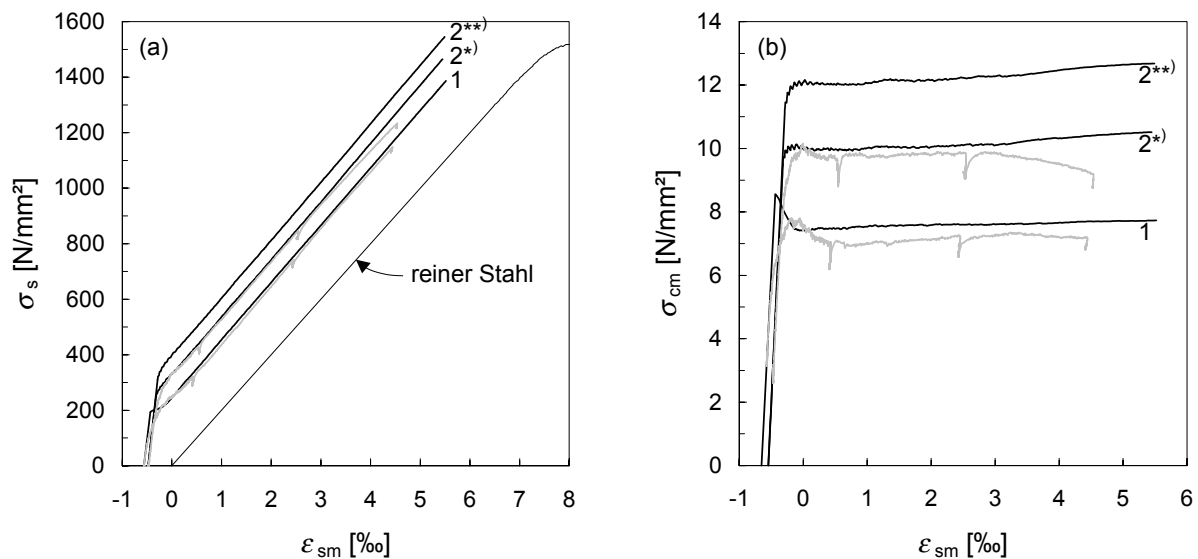 (a)
1600
1400
1200
1000
800
600
400
200
0
-1 0 1 2 3 4 5 6 7 8
σs [N/mm²]
εsm [‰]
2**)
2*)
1
reiner Stahl
(b)
14
12
10
8
6
4
2
0
-1 0 1 2 3 4 5 6
σcm [N/mm²]
εsm [‰]
2**)
2*)
1